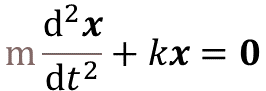 m d²𝒙/dt² + k𝒙 = 𝟎